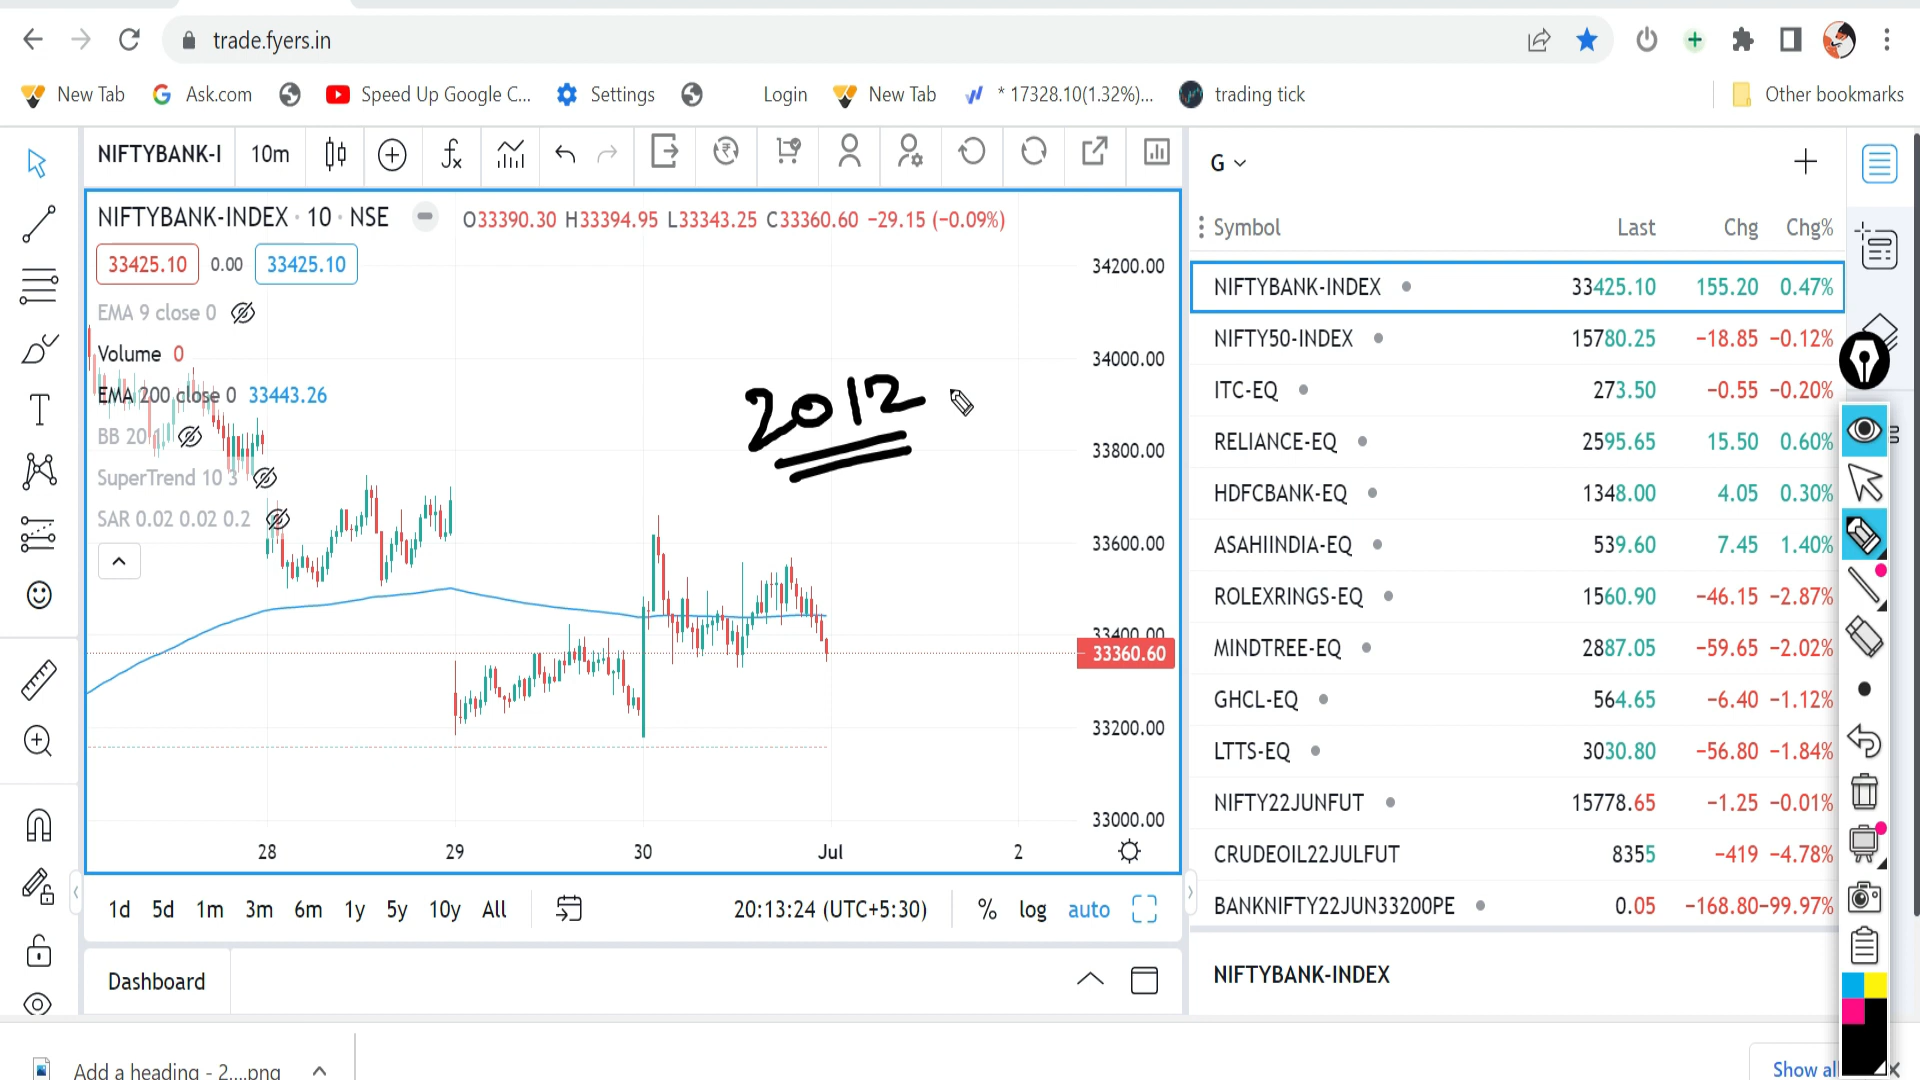 trade.fyers.in
New Tab Ask.com Speed Up Google C... Settings Login New Tab * 17328.10(1.32%)... trading tick Other bookmarks
NIFTYBANK-I 10m
G
NIFTYBANK-INDEX · 10 · NSE O33390.30 H33394.95 L33343.25 C33360.60 −29.15 (−0.09%)
33425.10 0.00 33425.10
EMA 9 close 0
Volume 0
EMA 200 close 0 33443.26
BB 20 1
SuperTrend 10 3
SAR 0.02 0.02 0.2
2012
34200.00
34000.00
33800.00
33600.00
33400.00
33360.60
33200.00
33000.00
28 29 30 Jul 2
1d 5d 1m 3m 6m 1y 5y 10y All 20:13:24 (UTC+5:30) % log auto
Dashboard
Symbol Last Chg Chg%
NIFTYBANK-INDEX 33425.10 155.20 0.47%
NIFTY50-INDEX 15780.25 −18.85 −0.12%
ITC-EQ 273.50 −0.55 −0.20%
RELIANCE-EQ 2595.65 15.50 0.60%
HDFCBANK-EQ 1348.00 4.05 0.30%
ASAHIINDIA-EQ 539.60 7.45 1.40%
ROLEXRINGS-EQ 1560.90 −46.15 −2.87%
MINDTREE-EQ 2887.05 −59.65 −2.02%
GHCL-EQ 564.65 −6.40 −1.12%
LTTS-EQ 3030.80 −56.80 −1.84%
NIFTY22JUNFUT 15778.65 −1.25 −0.01%
CRUDEOIL22JULFUT 8355 −419 −4.78%
BANKNIFTY22JUN33200PE 0.05 −168.80 −99.97%
NIFTYBANK-INDEX
Add a heading - 2....png
Show all